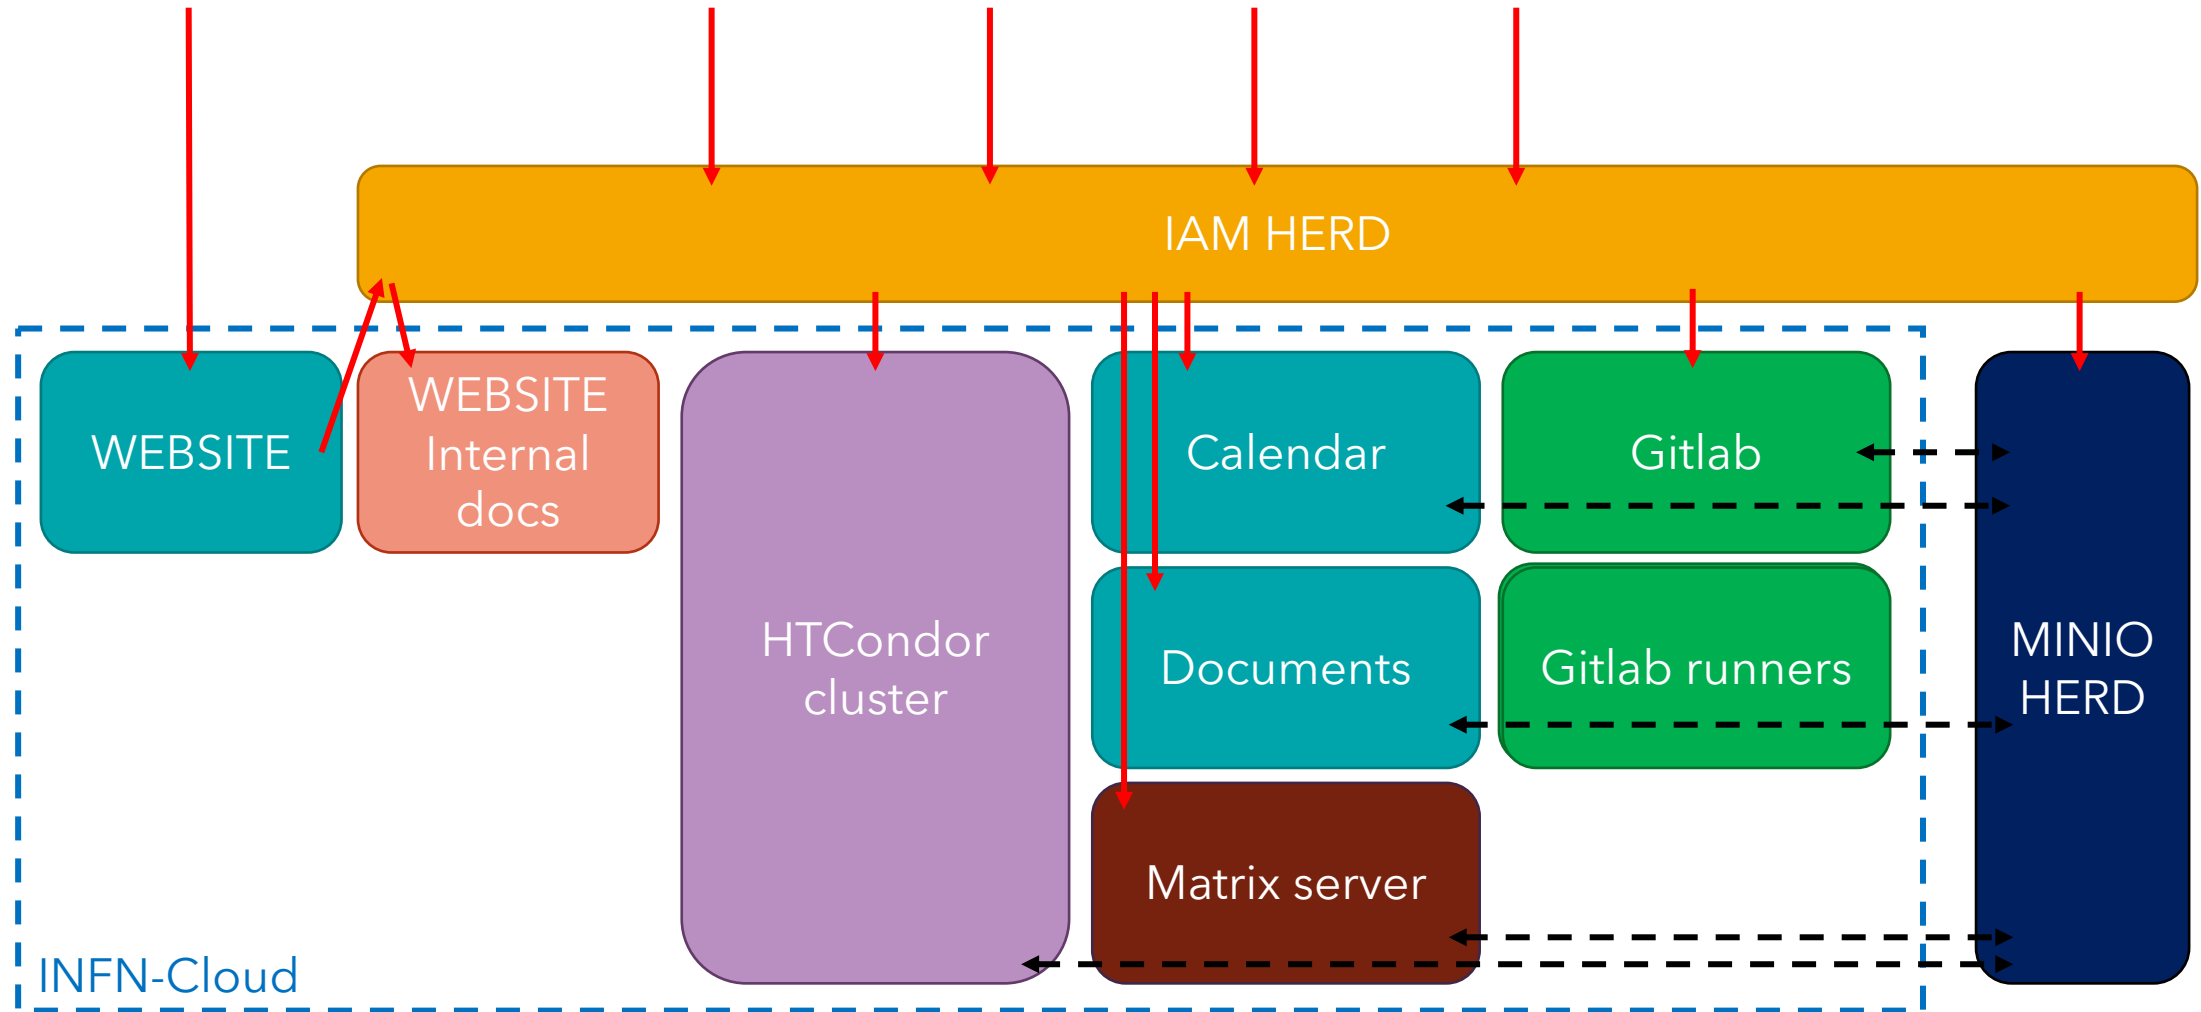 IAM HERD
WEBSITE
WEBSITE
Internal
docs
HTCondor
cluster
Calendar
Gitlab
Documents
Gitlab runners
Matrix server
MINIO
HERD
INFN-Cloud